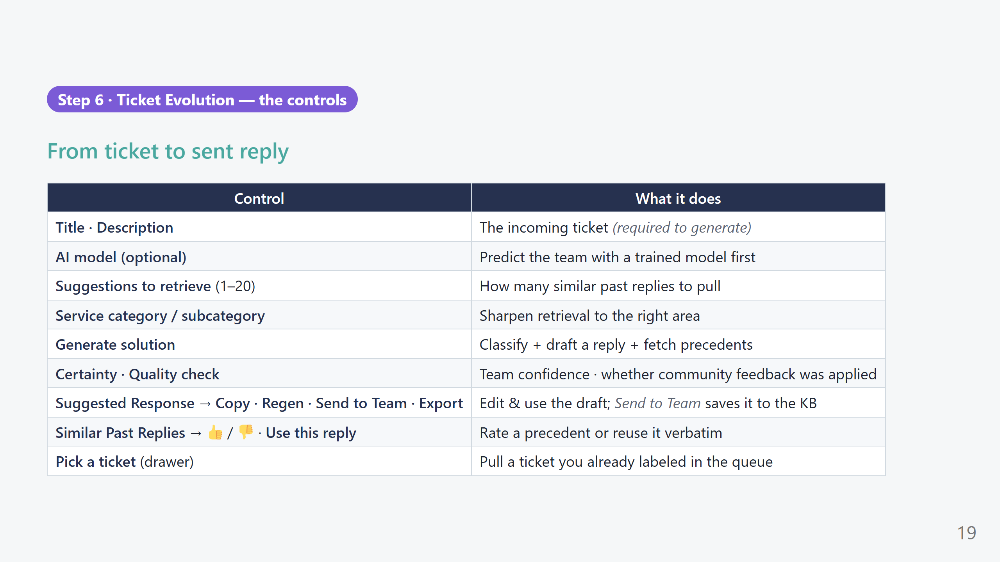 Step 6 · Ticket Evolution — the controls
From ticket to sent reply
Control What it does
Title · Description The incoming ticket (required to generate)
AI model (optional) Predict the team with a trained model first
Suggestions to retrieve (1–20) How many similar past replies to pull
Service category / subcategory Sharpen retrieval to the right area
Generate solution Classify + draft a reply + fetch precedents
Certainty · Quality check Team confidence · whether community feedback was applied
Suggested Response → Copy · Regen · Send to Team · Export Edit & use the draft; Send to Team saves it to the KB
Similar Past Replies → 👍 / 👎 · Use this reply Rate a precedent or reuse it verbatim
Pick a ticket (drawer) Pull a ticket you already labeled in the queue
19